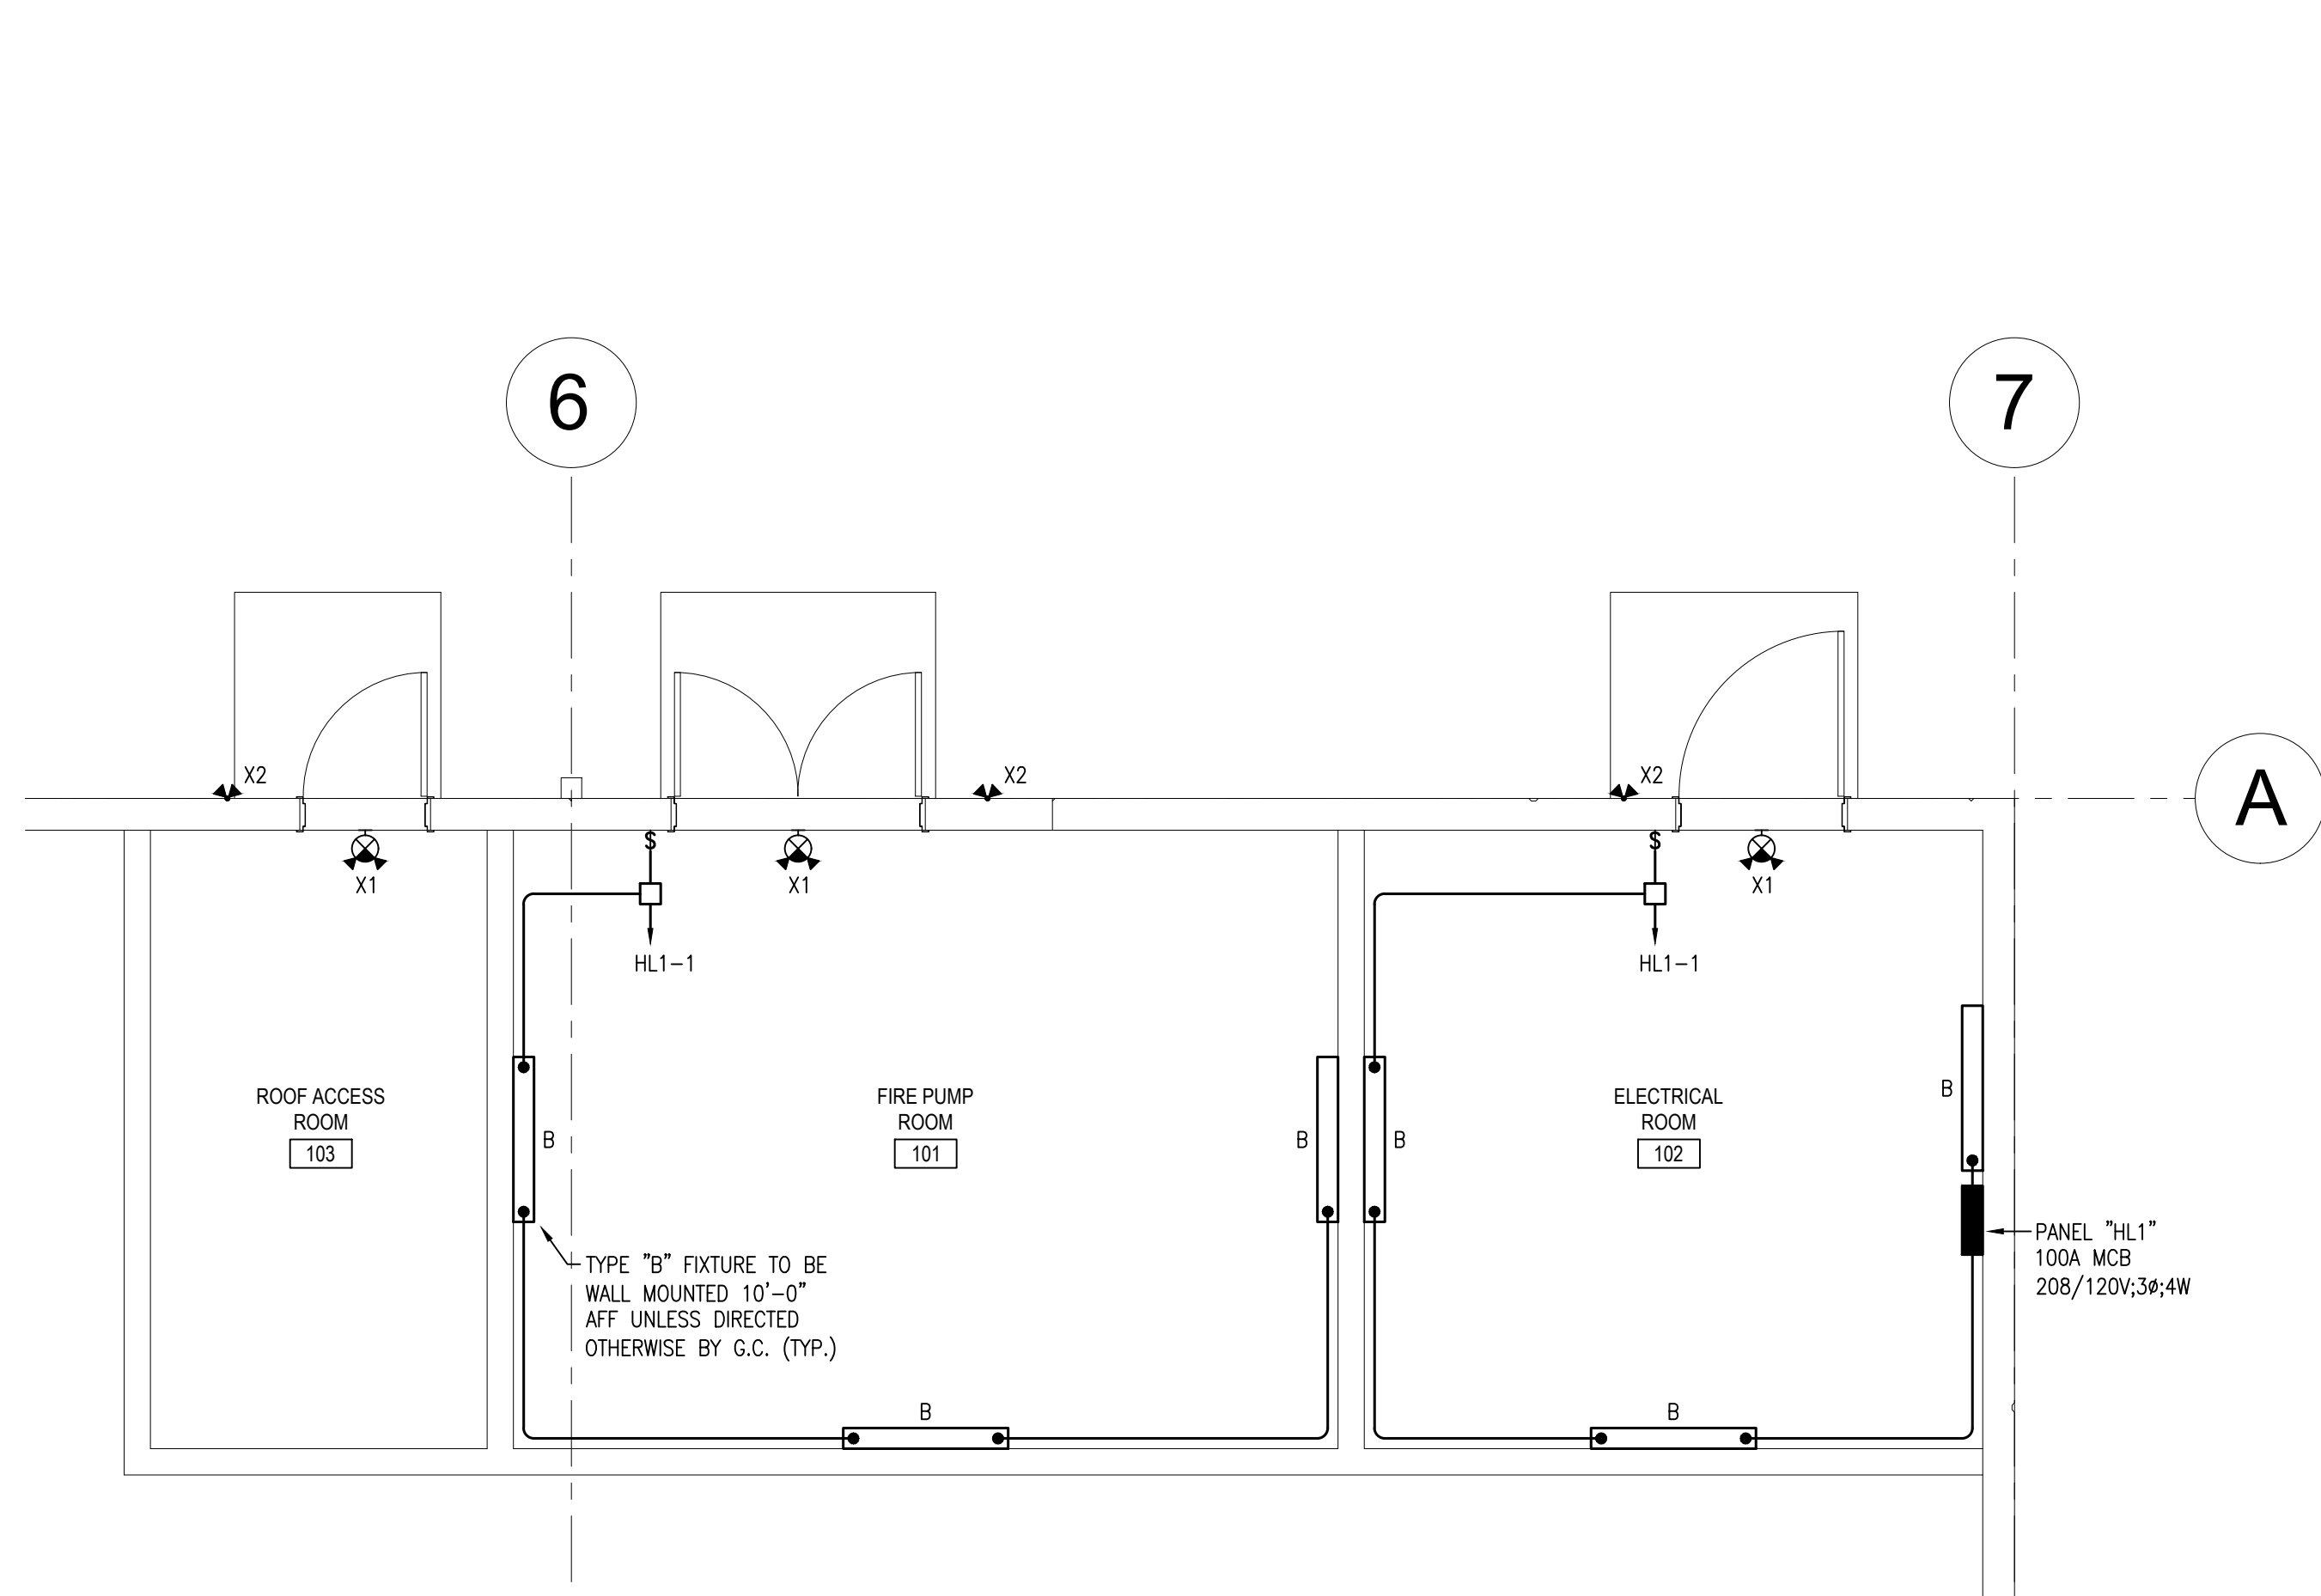 6
7
A
X2
X2
X2
$
$
X1
X1
X1
HL1-1
HL1-1
ROOF ACCESS
ROOM
103
FIRE PUMP
ROOM
101
ELECTRICAL
ROOM
102
B
B
B
B
TYPE "B" FIXTURE TO BE
WALL MOUNTED 10'-0"
AFF UNLESS DIRECTED
OTHERWISE BY G.C. (TYP.)
PANEL "HL1"
100A MCB
208/120V;3ø;4W
B
B